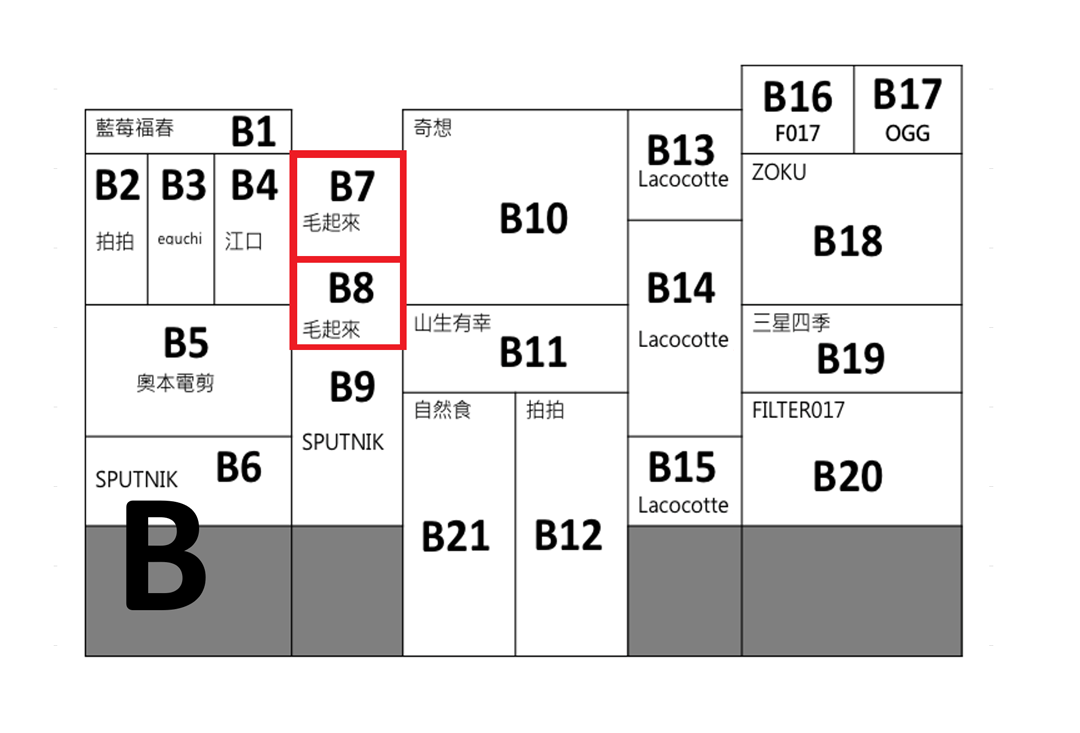 藍莓福春 B1
B2
拍拍
B3
eguchi
B4
江口
B5
奧本電剪
SPUTNIK B6
B
B7
毛起來
B8
毛起來
B9
SPUTNIK
奇想
B10
山生有幸
B11
自然食
B21
拍拍
B12
B13
Lacocotte
B14
Lacocotte
B15
Lacocotte
B16
F017
B17
OGG
ZOKU
B18
三星四季
B19
FILTER017
B20